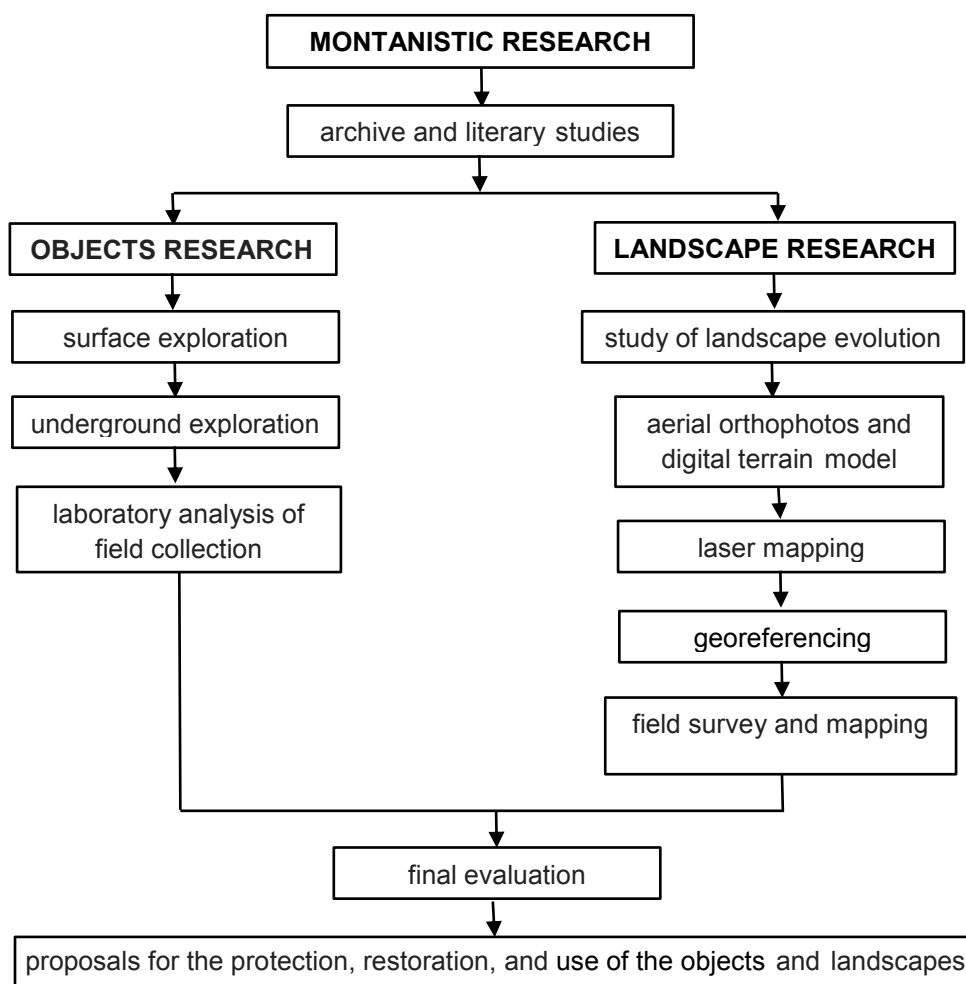 MONTANISTIC RESEARCH
archive and literary studies
OBJECTS RESEARCH
surface exploration
underground exploration
laboratory analysis of
field collection
LANDSCAPE RESEARCH
study of landscape evolution
aerial orthophotos and
digital terrain model
laser mapping
georeferencing
field survey and mapping
final evaluation
proposals for the protection, restoration, and use of the objects and landscapes